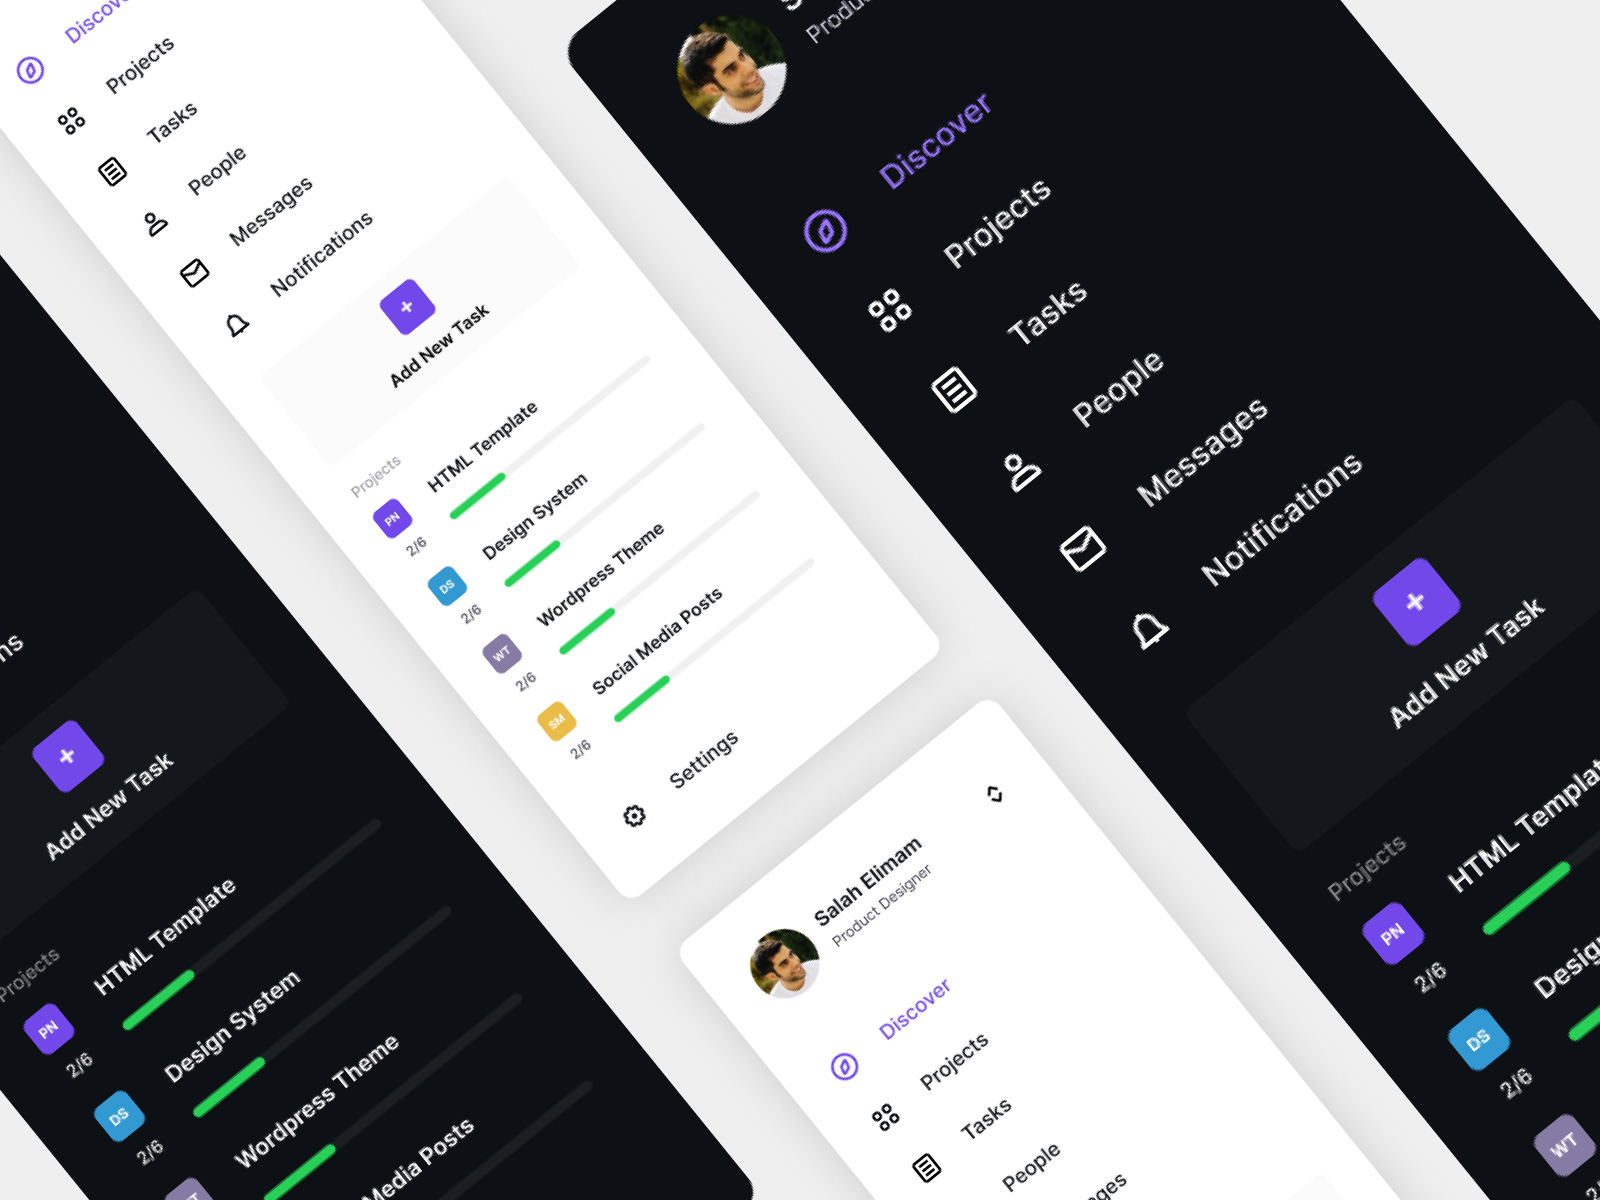 Discover
Projects
Tasks
People
Messages
Notifications
+
Add New Task
Projects
HTML Template
PN
2/6
Design System
DS
2/6
Wordpress Theme
WT
2/6
Social Media Posts
SM
2/6
Settings
Discover
Projects
Tasks
People
Messages
Notifications
+
Add New Task
Projects
HTML Templat
PN
2/6
Design
DS
2/6
WT
ns
+
Add New Task
Projects
HTML Template
PN
2/6
Design System
DS
2/6
Wordpress Theme
Media Posts
Salah Elimam
Product Designer
Discover
Projects
Tasks
People
ages